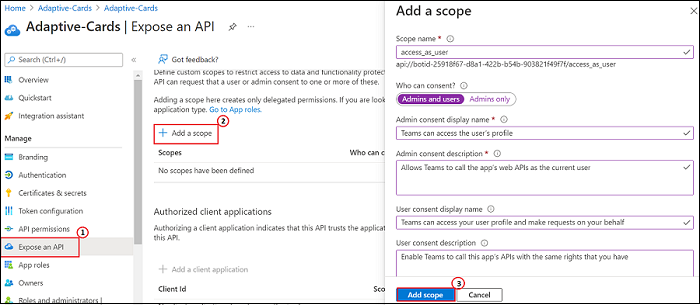 Home > Adaptive-Cards > Adaptive-Cards
Adaptive-Cards | Expose an API
Search (Ctrl+/)
Overview
Quickstart
Integration assistant
Manage
Branding
Authentication
Certificates & secrets
Token configuration
API permissions
1
Expose an API
App roles
Owners
Roles and administrators |
Got feedback?
Define custom scopes to restrict access to data and functionality protec
API can request that a user or admin consent to one or more of these.
Adding a scope here creates only delegated permissions. If you are look
application type. Go to App roles.
2
Add a scope
Scopes
Who can c
No scopes have been defined
Authorized client applications
Authorizing a client application indicates that this API trusts the applicat
this API.
Add a client application
Client Id
Add a scope
Scope name *
access_as_user
api://botid-25918f67-d8a1-422b-b54b-903821f49f7f/access_as_user
Who can consent?
Admins and users
Admins only
Admin consent display name *
Teams can access the user's profile
Admin consent description *
Allows Teams to call the app's web APIs as the current user
User consent display name
Teams can access your user profile and make requests on your behalf
User consent description
Enable Teams to call this app's APIs with the same rights that you have
3
Add scope
Cancel